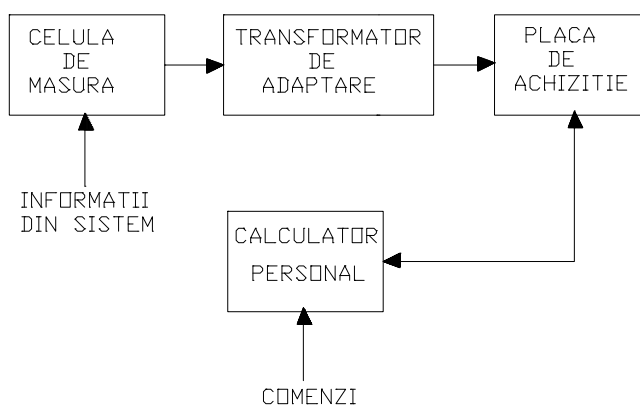 CELULA
DE
MASURA
TRANSFORMATOR
DE
ADAPTARE
PLACA
DE
ACHIZITIE
INFORMATII
DIN SISTEM
CALCULATOR
PERSONAL
COMENZI